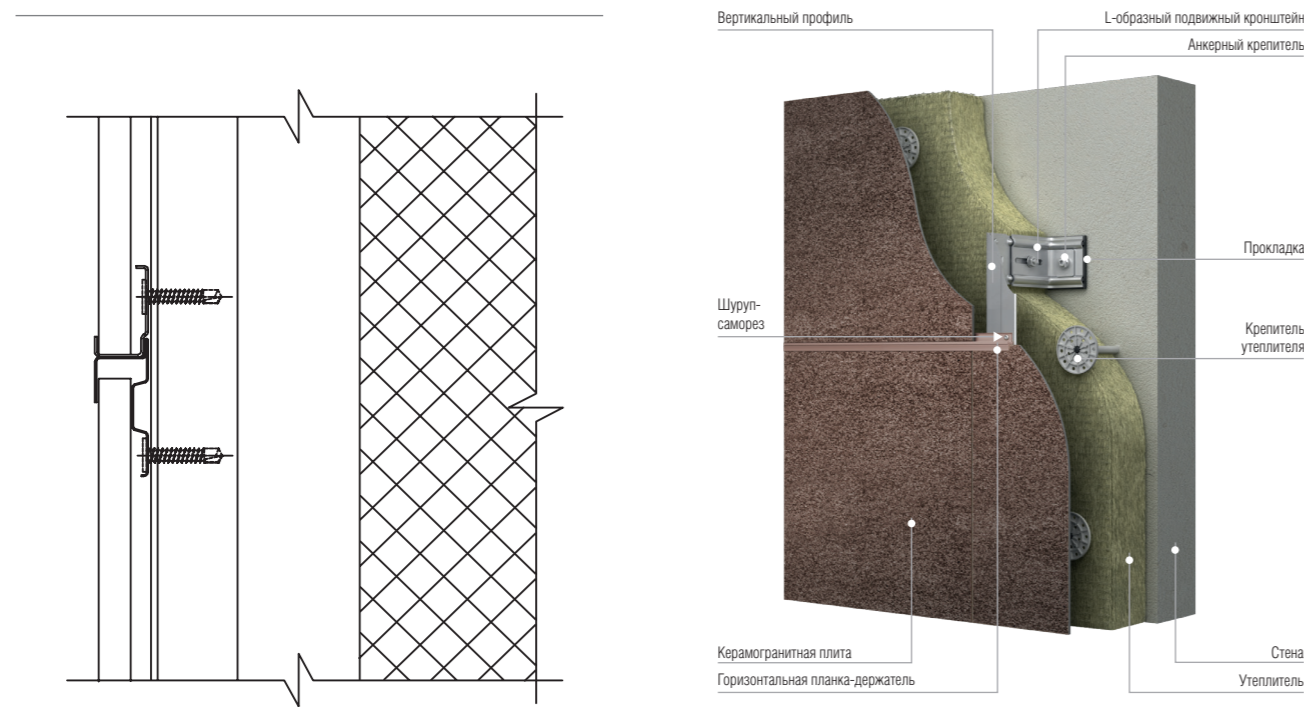 Вертикальный профиль
L-образный подвижный кронштейн
Анкерный крепитель
Прокладка
Шуруп-
саморез
Крепитель
утеплителя
Керамогранитная плита
Стена
Горизонтальная планка-держатель
Утеплитель